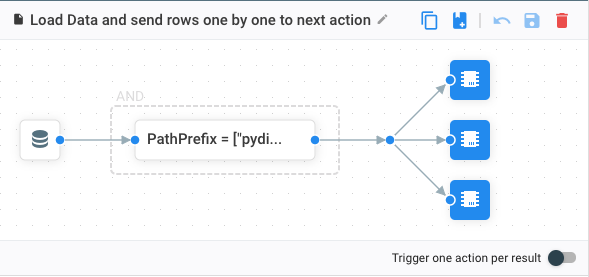 Load Data and send rows one by one to next action
AND
PathPrefix = ["pydi...
Trigger one action per result